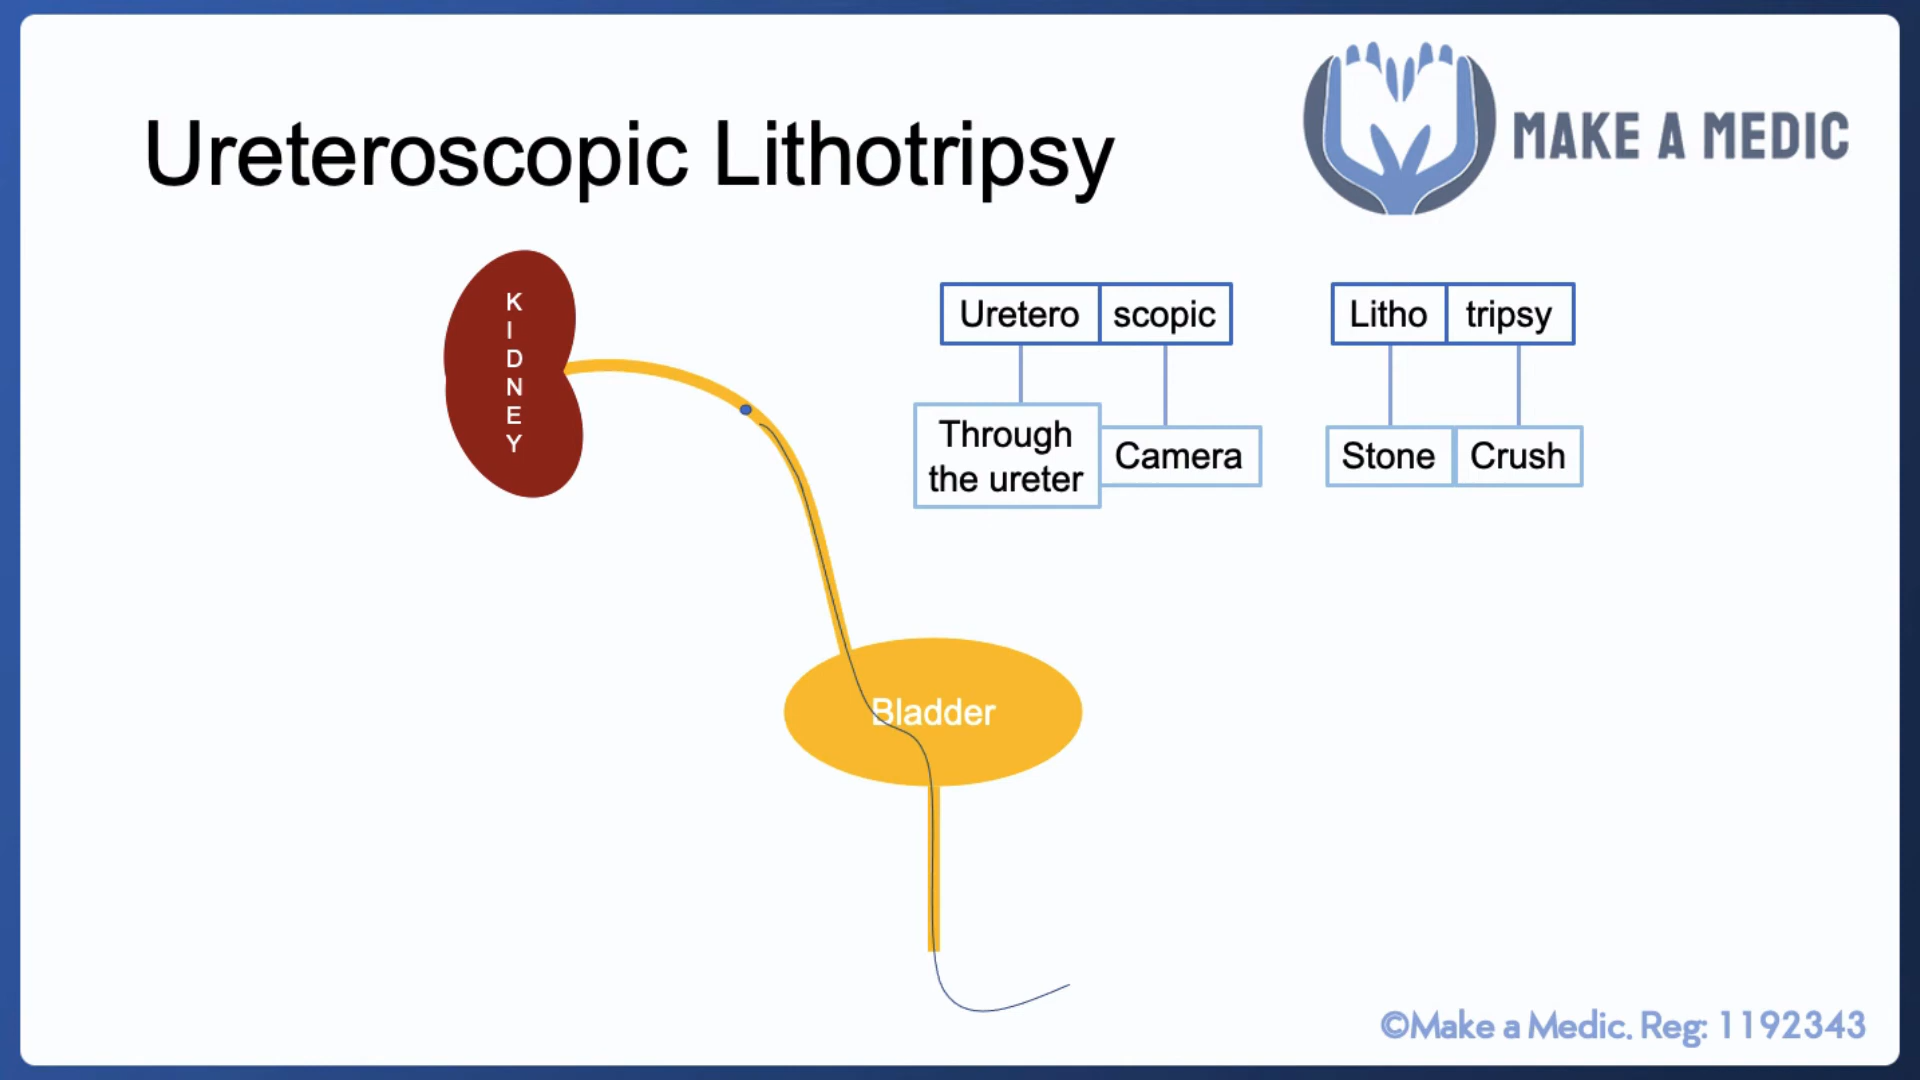 MAKE A MEDIC
Ureteroscopic Lithotripsy
K
I
D
N
E
Y
Uretero scopic
Litho tripsy
Through
the ureter
Camera
Stone Crush
Bladder
©Make a Medic. Reg: 1192343